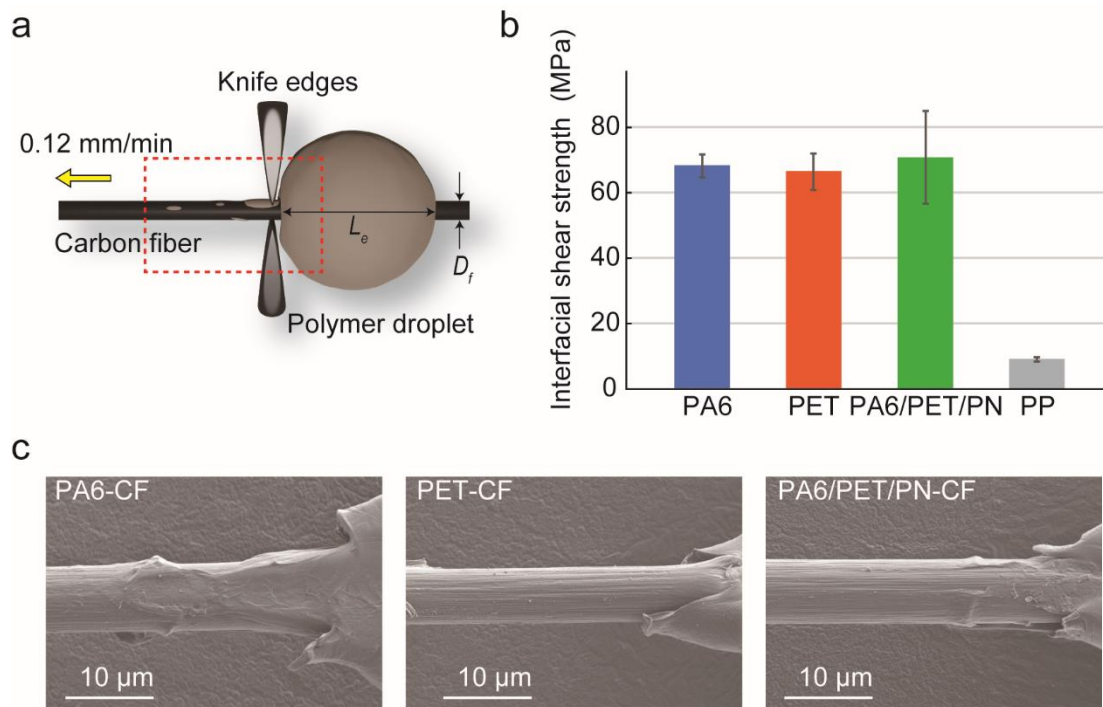 a
Knife edges
0.12 mm/min
Carbon fiber
Le
Df
Polymer droplet
b
Interfacial shear strength (MPa)
80
60
40
20
0
PA6
PET
PA6/PET/PN
PP
c
PA6-CF
10 μm
PET-CF
10 μm
PA6/PET/PN-CF
10 μm